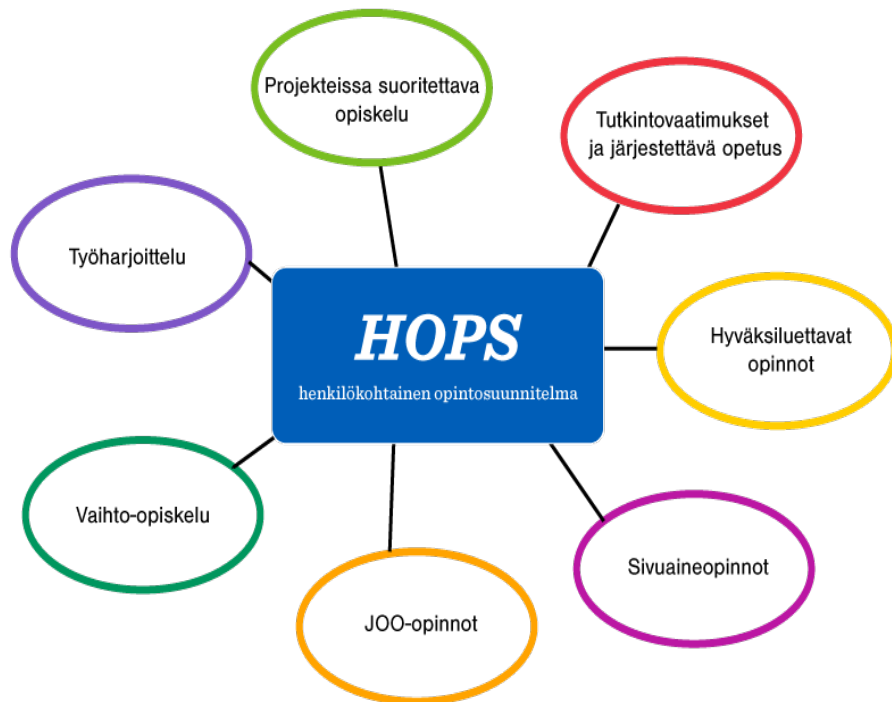 Projekteissa suoritettava
opiskelu
Tutkintovaatimukset
ja järjestettävä opetus
Työharjoittelu
HOPS
henkilökohtainen opintosuunnitelma
Hyväksiluettavat
opinnot
Vaihto-opiskelu
Sivuaineopinnot
JOO-opinnot